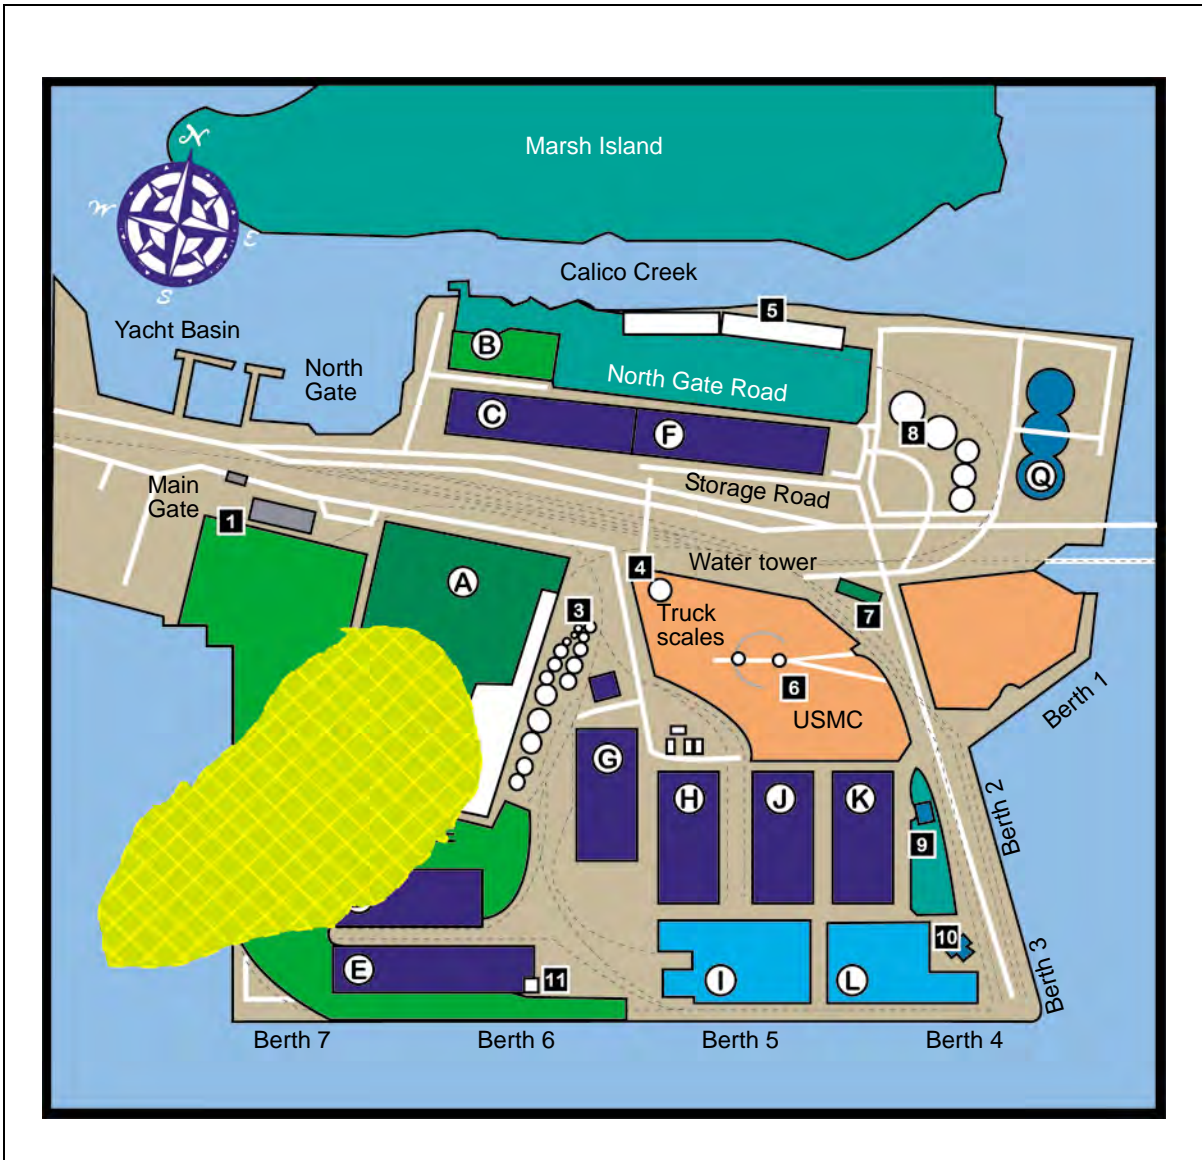 Marsh Island
N
W
E
S
Calico Creek
5
Yacht Basin
B
North
Gate
North Gate Road
C
F
8
Q
Main
Gate
Storage Road
1
Water tower
A
4
3
Truck
scales
7
6
USMC
Berth 1
G
H
J
K
Berth 2
9
10
E
11
I
L
Berth 3
Berth 7
Berth 6
Berth 5
Berth 4